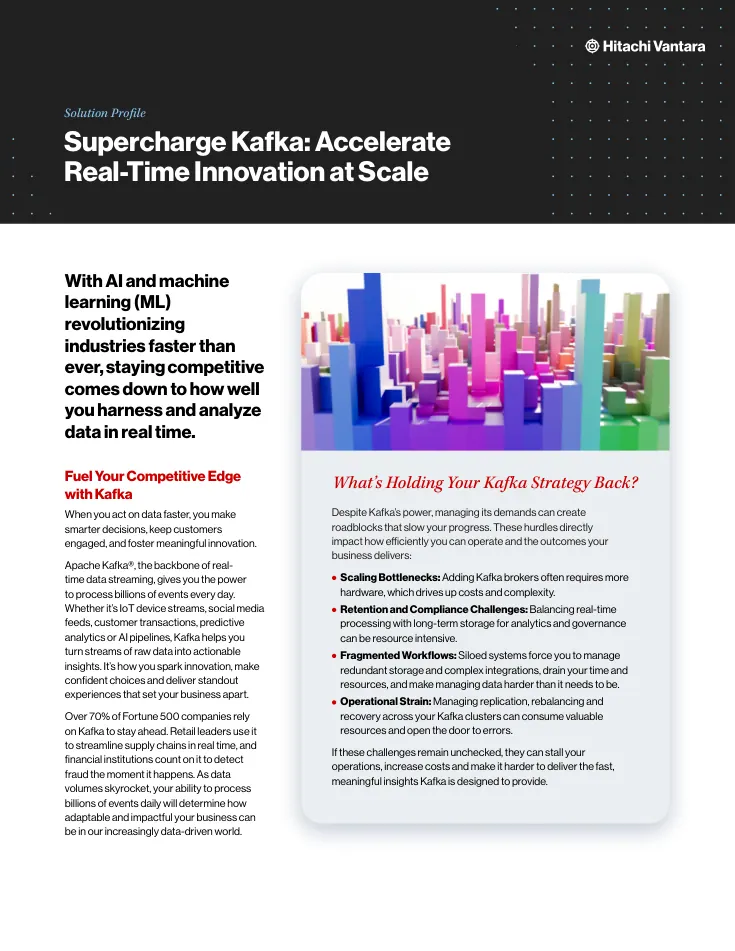 Hitachi Vantara
Solution Profile
Supercharge Kafka: Accelerate
Real-Time Innovation at Scale
With AI and machine
learning (ML)
revolutionizing
industries faster than
ever, staying competitive
comes down to how well
you harness and analyze
data in real time.
Fuel Your Competitive Edge
with Kafka
When you act on data faster, you make
smarter decisions, keep customers
engaged, and foster meaningful innovation.
Apache Kafka®, the backbone of real-
time data streaming, gives you the power
to process billions of events every day.
Whether it's IoT device streams, social media
feeds, customer transactions, predictive
analytics or AI pipelines, Kafka helps you
turn streams of raw data into actionable
insights. It's how you spark innovation, make
confident choices and deliver standout
experiences that set your business apart.
Over 70% of Fortune 500 companies rely
on Kafka to stay ahead. Retail leaders use it
to streamline supply chains in real time, and
financial institutions count on it to detect
fraud the moment it happens. As data
volumes skyrocket, your ability to process
billions of events daily will determine how
adaptable and impactful your business can
be in our increasingly data-driven world.
What's Holding Your Kafka Strategy Back?
Despite Kafka's power, managing its demands can create
roadblocks that slow your progress. These hurdles directly
impact how efficiently you can operate and the outcomes your
business delivers:
• Scaling Bottlenecks: Adding Kafka brokers often requires more
hardware, which drives up costs and complexity.
• Retention and Compliance Challenges: Balancing real-time
processing with long-term storage for analytics and governance
can be resource intensive.
• Fragmented Workflows: Siloed systems force you to manage
redundant storage and complex integrations, drain your time and
resources, and make managing data harder than it needs to be.
• Operational Strain: Managing replication, rebalancing and
recovery across your Kafka clusters can consume valuable
resources and open the door to errors.
If these challenges remain unchecked, they can stall your
operations, increase costs and make it harder to deliver the fast,
meaningful insights Kafka is designed to provide.